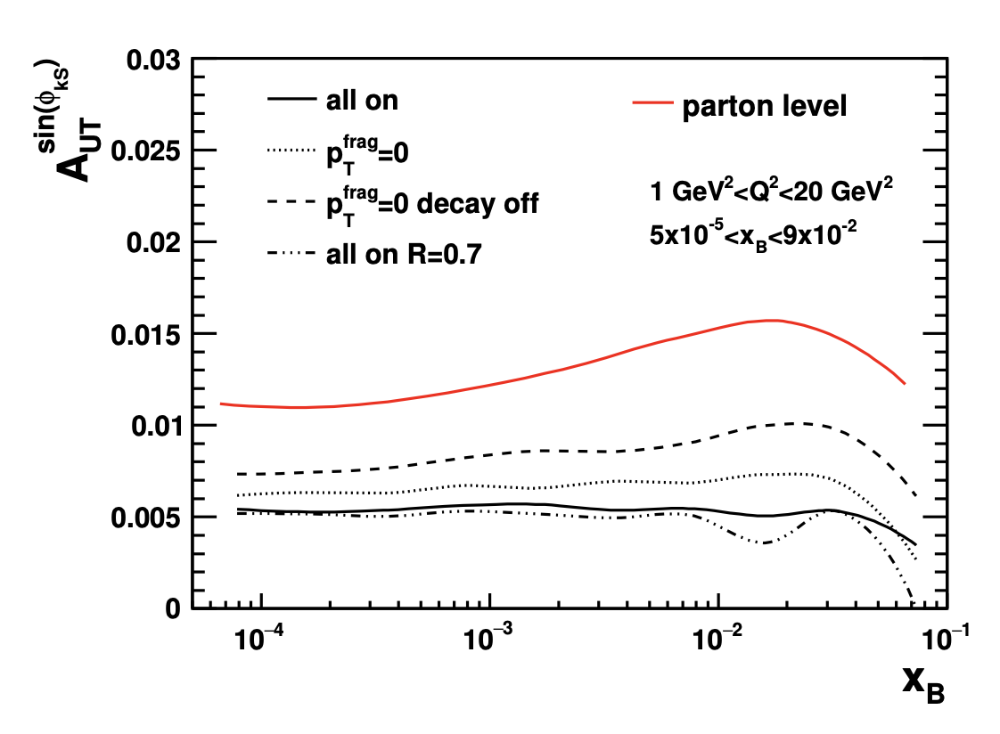 A_UT^sin(ϕ_kS)
0.03
0.025
0.02
0.015
0.01
0.005
0
all on
p_T^frag=0
p_T^frag=0 decay off
all on R=0.7
parton level
1 GeV²<Q²<20 GeV²
5x10⁻⁵<x_B<9x10⁻²
10⁻⁴ 10⁻³ 10⁻² 10⁻¹
x_B